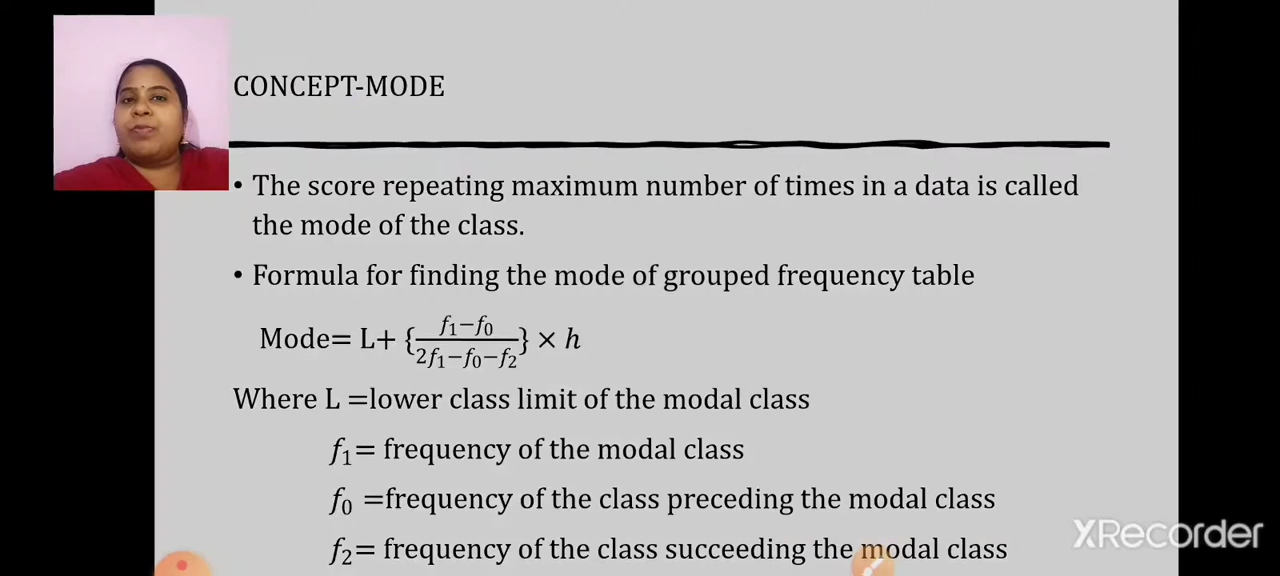 CONCEPT-MODE
• The score repeating maximum number of times in a data is called
the mode of the class.
• Formula for finding the mode of grouped frequency table
Mode= L+ {\frac{f₁−f₀}{2f₁−f₀−f₂}} × h
Where L =lower class limit of the modal class
f₁= frequency of the modal class
f₀ =frequency of the class preceding the modal class
f₂= frequency of the class succeeding the modal class
XRecorder